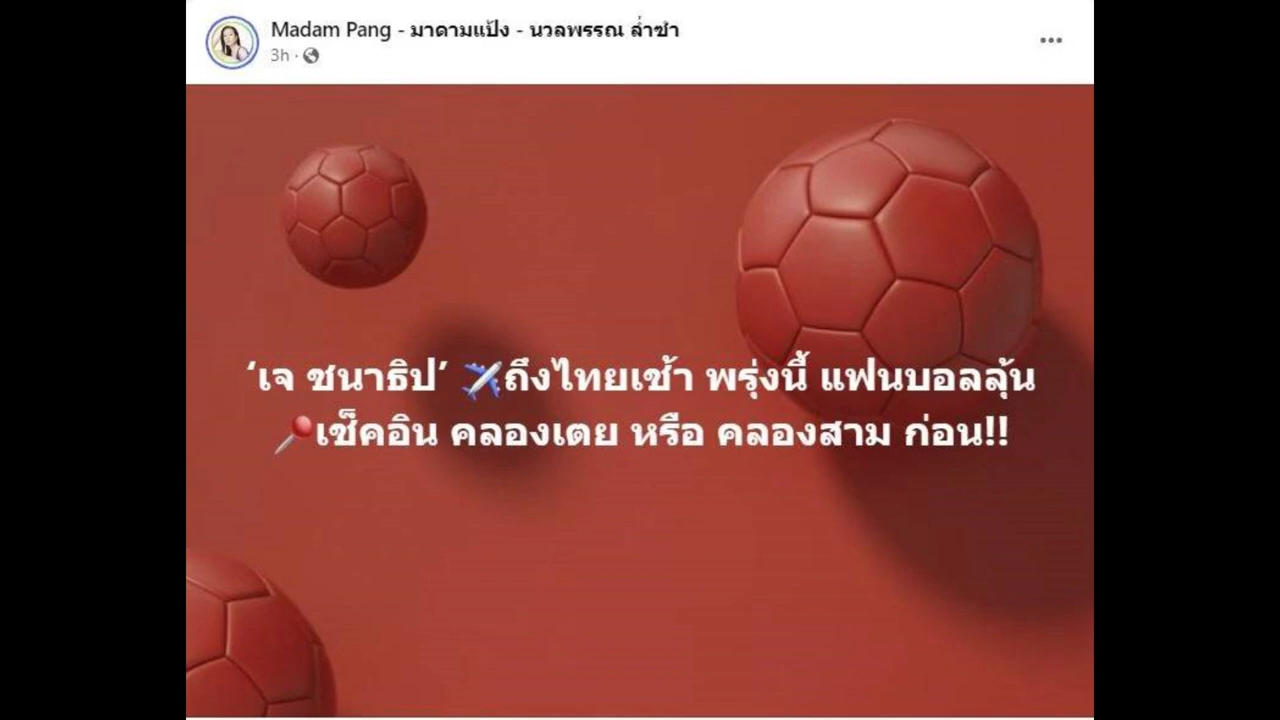 Madam Pang - มาดามแป้ง - นวลพรรณ ล่ำซำ
3h ·
‘เจ ชนาธิป’ ✈️ถึงไทยเช้า พรุ่งนี้ แฟนบอลลุ้น
📍เช็คอิน คลองเตย หรือ คลองสาม ก่อน!!